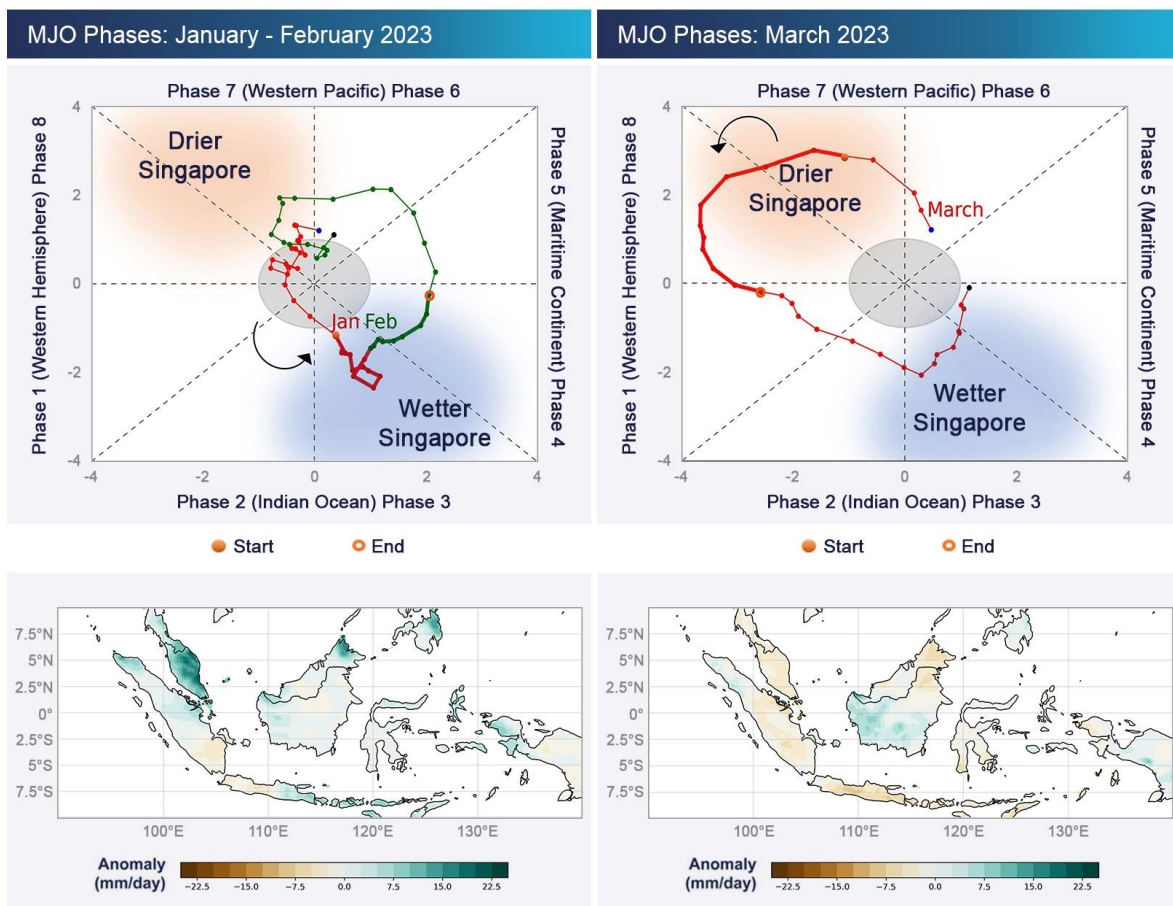 MJO Phases: January - February 2023
Phase 7 (Western Pacific) Phase 6
Phase 1 (Western Hemisphere) Phase 8
Phase 5 (Maritime Continent) Phase 4
4
2
0
-2
-4
Drier
Singapore
Jan Feb
Wetter
Singapore
-4 -2 0 2 4
Phase 2 (Indian Ocean) Phase 3
Start End
MJO Phases: March 2023
Phase 7 (Western Pacific) Phase 6
Phase 1 (Western Hemisphere) Phase 8
Phase 5 (Maritime Continent) Phase 4
4
2
0
-2
-4
Drier
Singapore
March
Wetter
Singapore
-4 -2 0 2 4
Phase 2 (Indian Ocean) Phase 3
Start End
7.5°N
5°N
2.5°N
0°
2.5°S
5°S
7.5°S
100°E 110°E 120°E 130°E
Anomaly
(mm/day)
−22.5 −15.0 −7.5 0.0 7.5 15.0 22.5
7.5°N
5°N
2.5°N
0°
2.5°S
5°S
7.5°S
100°E 110°E 120°E 130°E
Anomaly
(mm/day)
−22.5 −15.0 −7.5 0.0 7.5 15.0 22.5